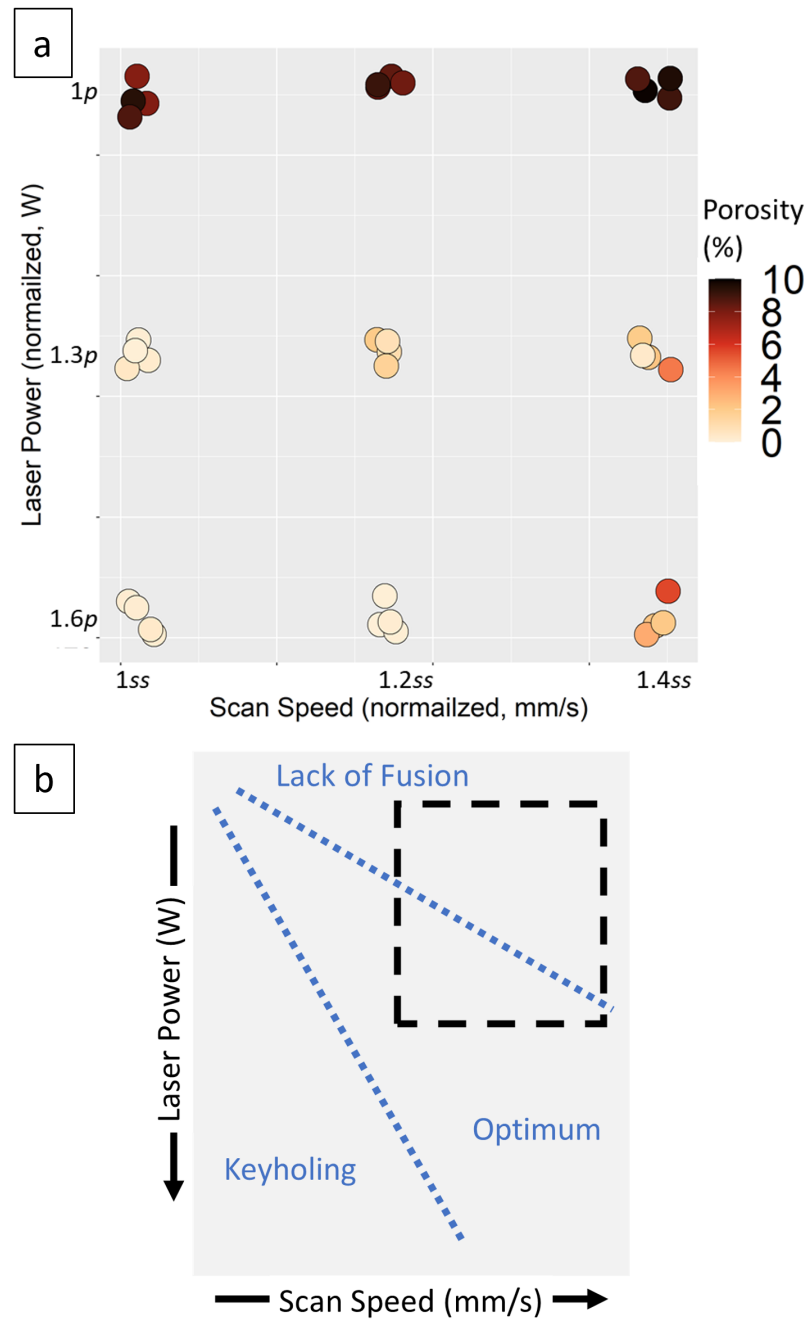 a
1p
1.3p
1.6p
Laser Power (normailzed, W)
1ss
1.2ss
1.4ss
Scan Speed (normailzed, mm/s)
Porosity
(%)
10
8
6
4
2
0
b
Lack of Fusion
Optimum
Keyholing
Laser Power (W)
Scan Speed (mm/s)